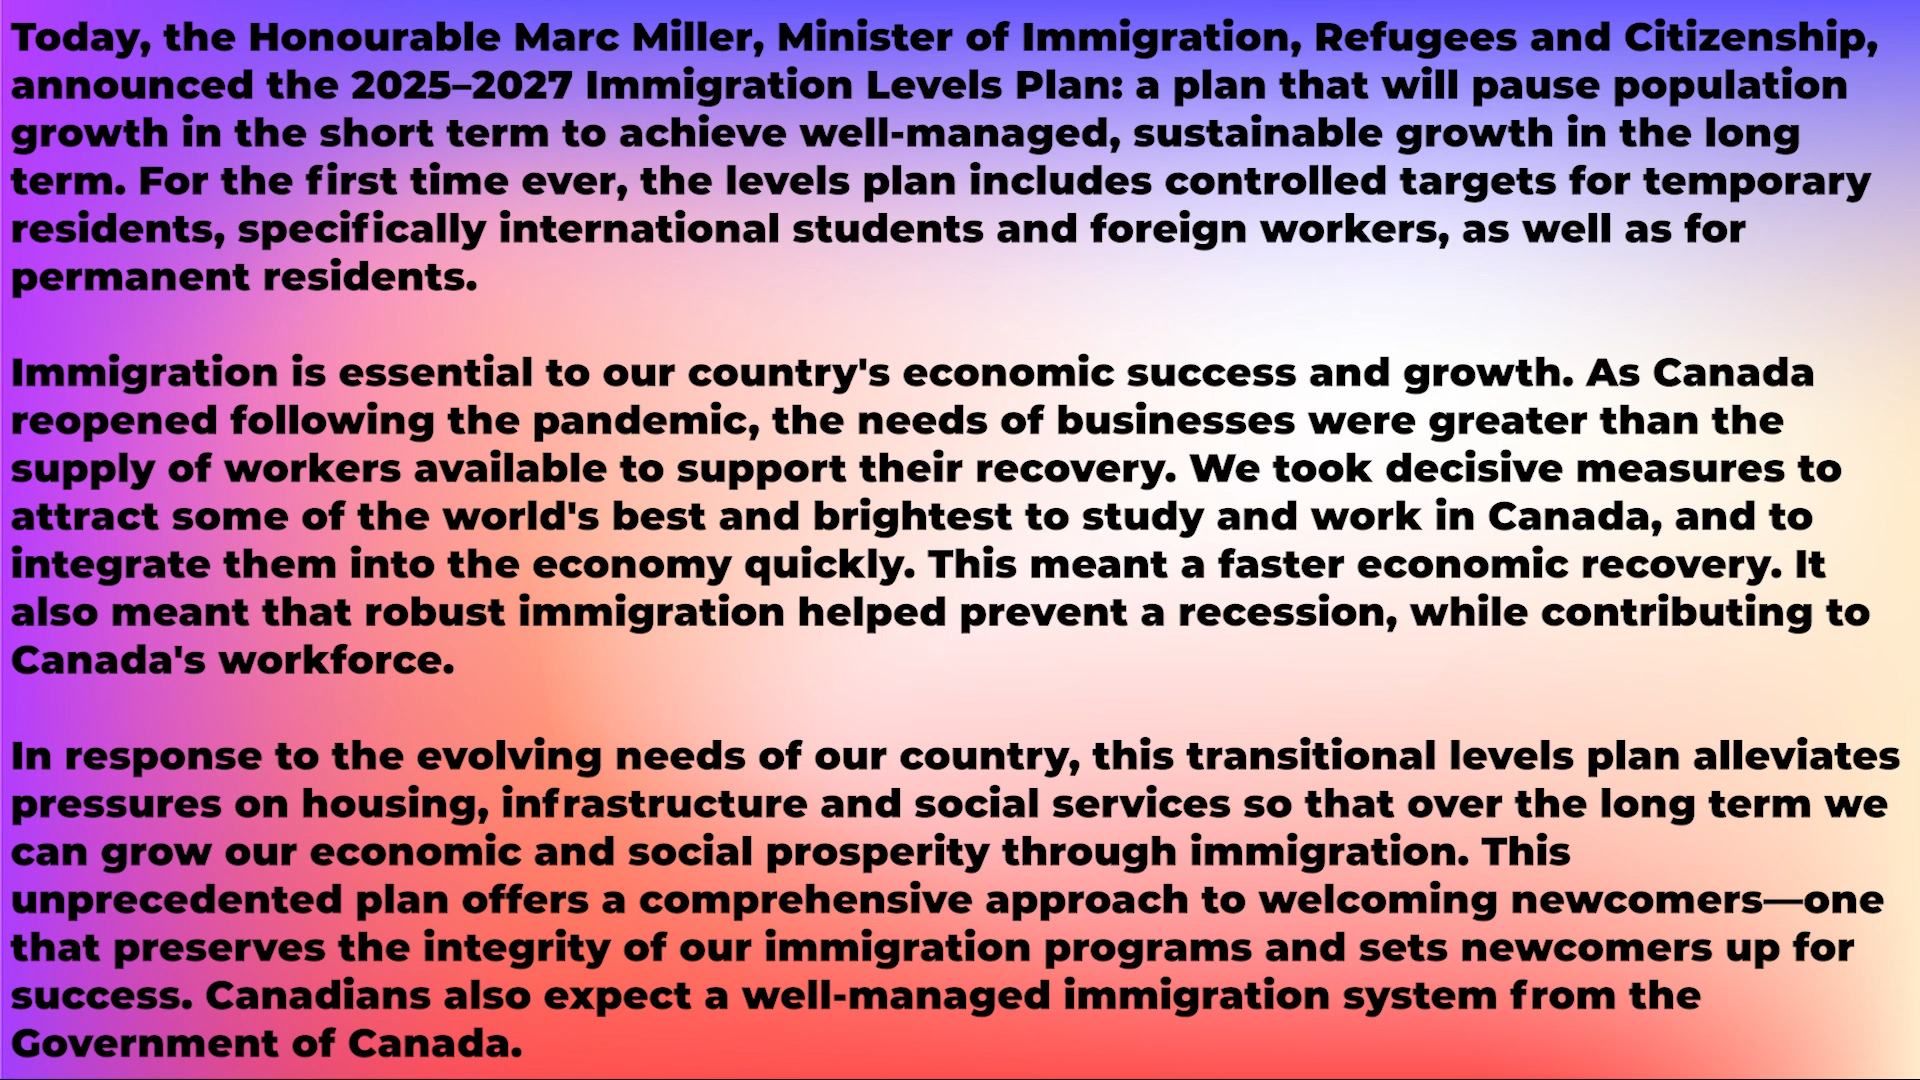 Today, the Honourable Marc Miller, Minister of Immigration, Refugees and Citizenship,
announced the 2025–2027 Immigration Levels Plan: a plan that will pause population
growth in the short term to achieve well-managed, sustainable growth in the long
term. For the first time ever, the levels plan includes controlled targets for temporary
residents, specifically international students and foreign workers, as well as for
permanent residents.

Immigration is essential to our country's economic success and growth. As Canada
reopened following the pandemic, the needs of businesses were greater than the
supply of workers available to support their recovery. We took decisive measures to
attract some of the world's best and brightest to study and work in Canada, and to
integrate them into the economy quickly. This meant a faster economic recovery. It
also meant that robust immigration helped prevent a recession, while contributing to
Canada's workforce.

In response to the evolving needs of our country, this transitional levels plan alleviates
pressures on housing, infrastructure and social services so that over the long term we
can grow our economic and social prosperity through immigration. This
unprecedented plan offers a comprehensive approach to welcoming newcomers—one
that preserves the integrity of our immigration programs and sets newcomers up for
success. Canadians also expect a well-managed immigration system from the
Government of Canada.